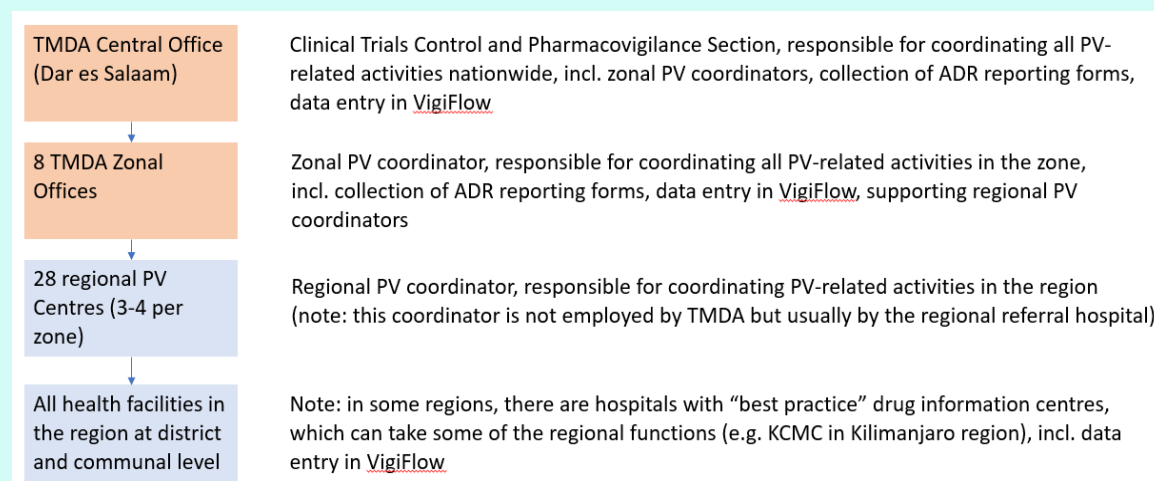 TMDA Central Office
(Dar es Salaam)
Clinical Trials Control and Pharmacovigilance Section, responsible for coordinating all PV-
related activities nationwide, incl. zonal PV coordinators, collection of ADR reporting forms,
data entry in VigiFlow
8 TMDA Zonal
Offices
Zonal PV coordinator, responsible for coordinating all PV-related activities in the zone,
incl. collection of ADR reporting forms, data entry in VigiFlow, supporting regional PV
coordinators
28 regional PV
Centres (3-4 per
zone)
Regional PV coordinator, responsible for coordinating PV-related activities in the region
(note: this coordinator is not employed by TMDA but usually by the regional referral hospital)
All health facilities in
the region at district
and communal level
Note: in some regions, there are hospitals with “best practice” drug information centres,
which can take some of the regional functions (e.g. KCMC in Kilimanjaro region), incl. data
entry in VigiFlow